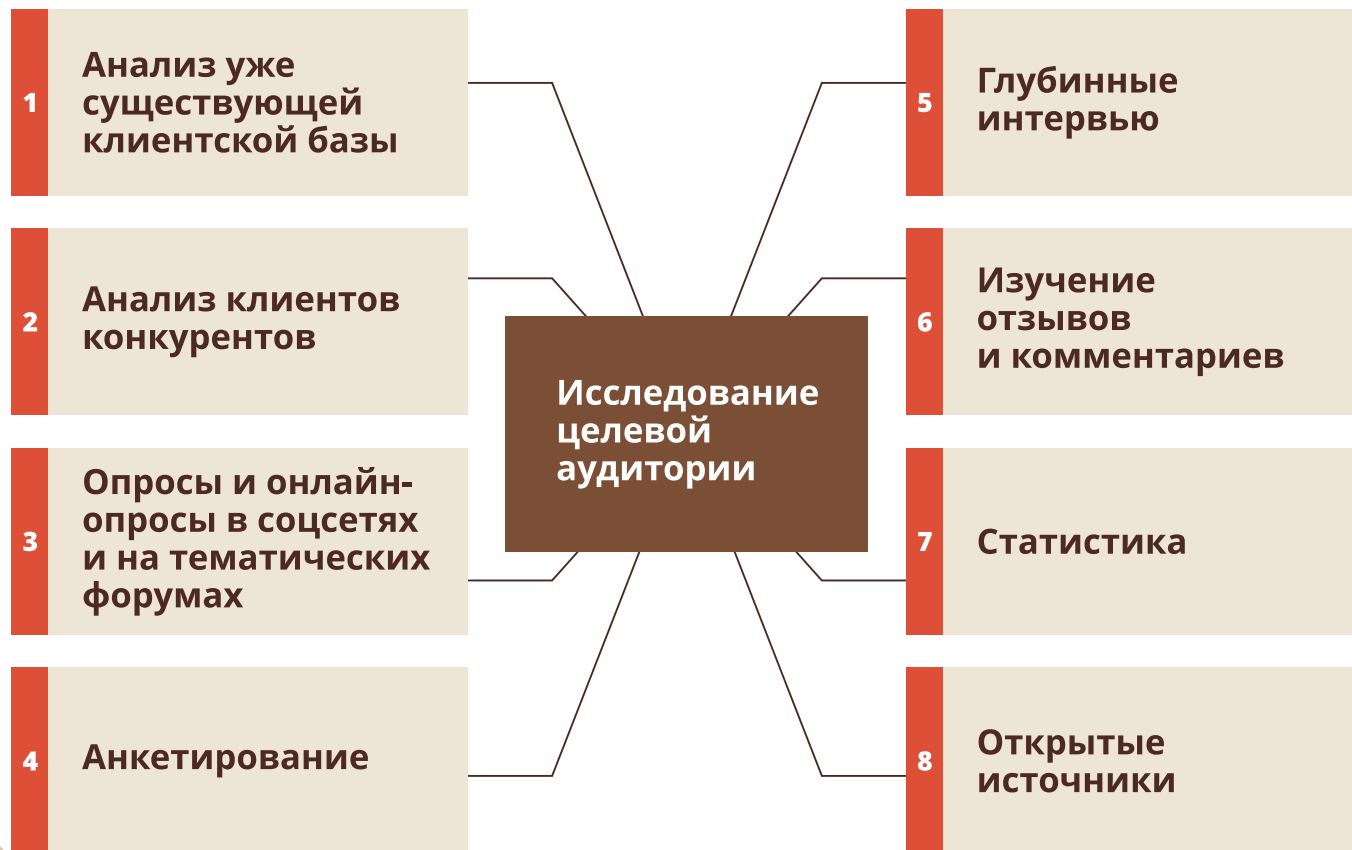 1
Анализ уже
существующей
клиентской базы
2
Анализ клиентов
конкурентов
3
Опросы и онлайн-
опросы в соцсетях
и на тематических
форумах
4
Анкетирование
Исследование
целевой
аудитории
5
Глубинные
интервью
6
Изучение
отзывов
и комментариев
7
Статистика
8
Открытые
источники